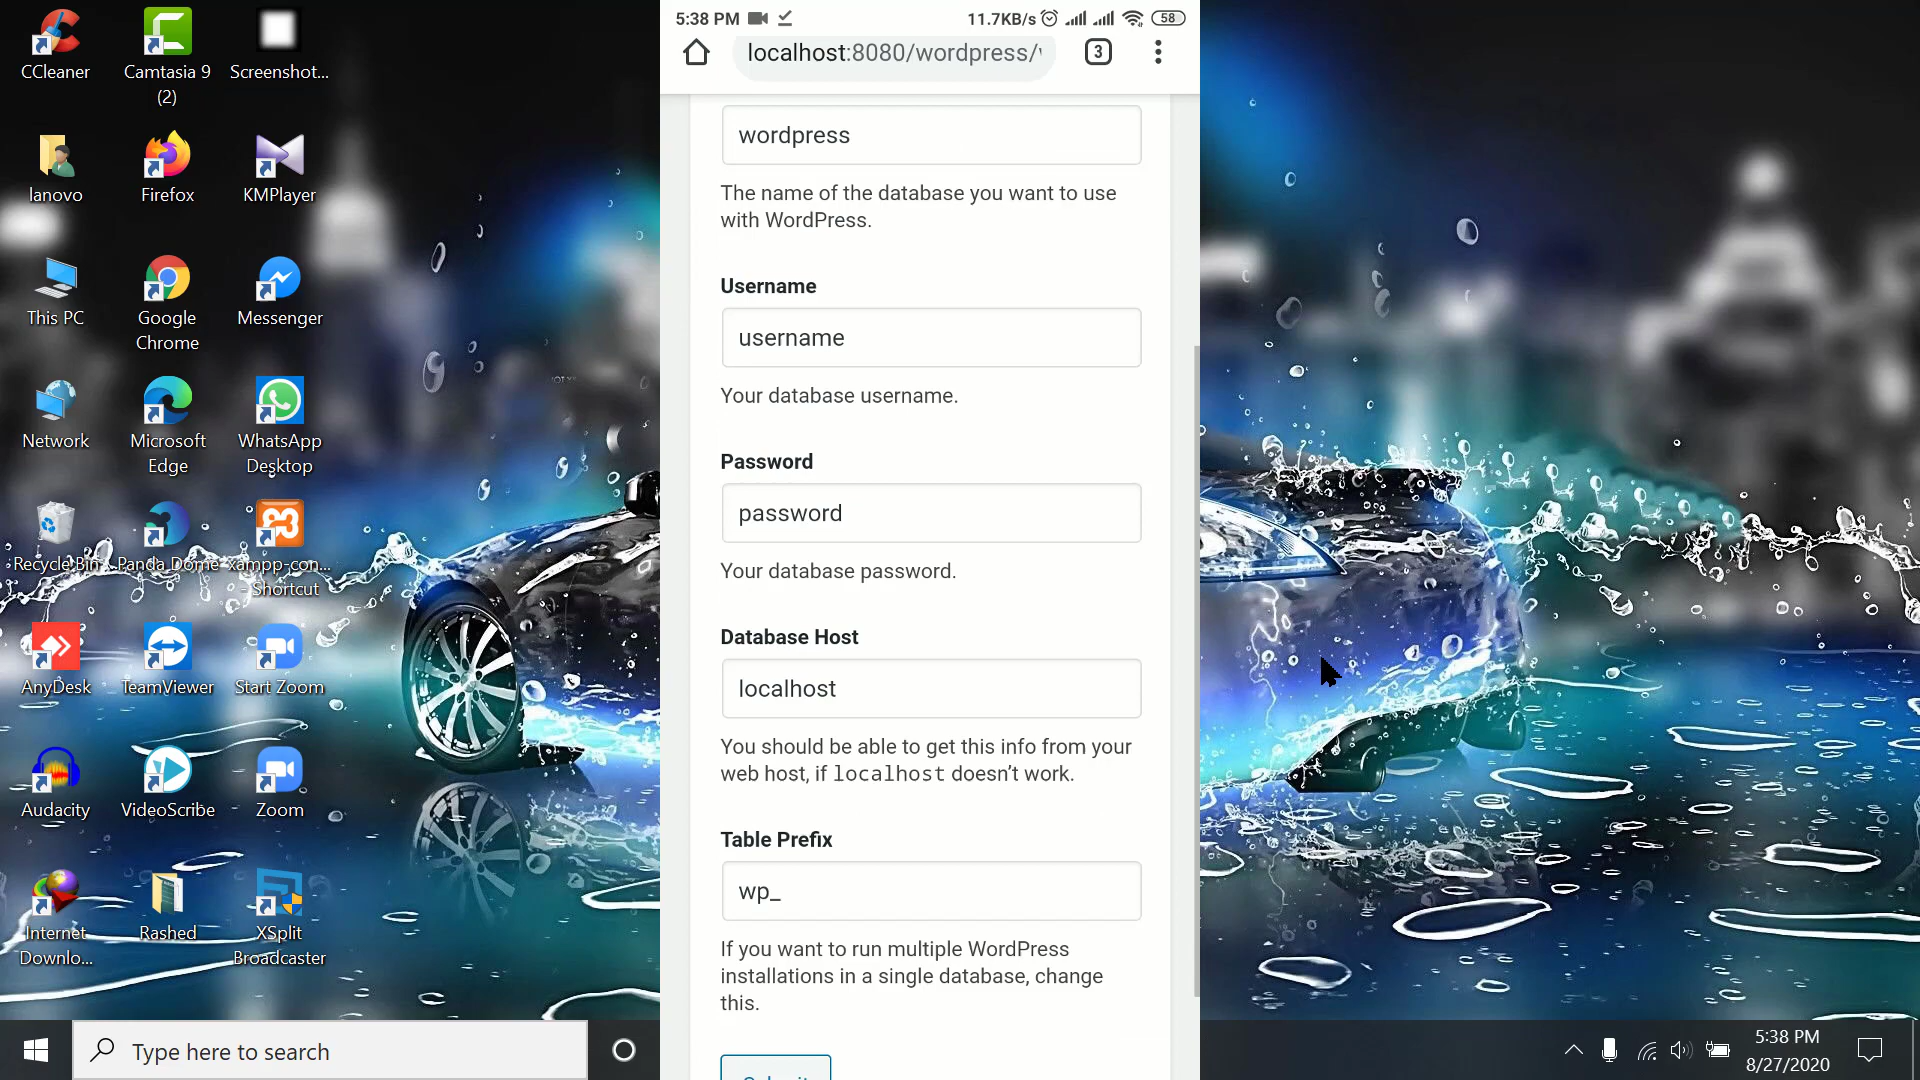 CCleaner
Camtasia 9
(2)
Screenshot...
lanovo
Firefox
KMPlayer
This PC
Google
Chrome
Messenger
Network
Microsoft
Edge
WhatsApp
Desktop
Recycle Bin
Panda Dome
xampp-con...
- Shortcut
AnyDesk
TeamViewer
Start Zoom
Audacity
VideoScribe
Zoom
Internet
Downlo...
Rashed
XSplit
Broadcaster
Type here to search
5:38 PM
11.7KB/s
58
localhost:8080/wordpress/
3
wordpress
The name of the database you want to use
with WordPress.
Username
username
Your database username.
Password
password
Your database password.
Database Host
localhost
You should be able to get this info from your
web host, if localhost doesn’t work.
Table Prefix
wp_
If you want to run multiple WordPress
installations in a single database, change
this.
Submit
5:38 PM
8/27/2020